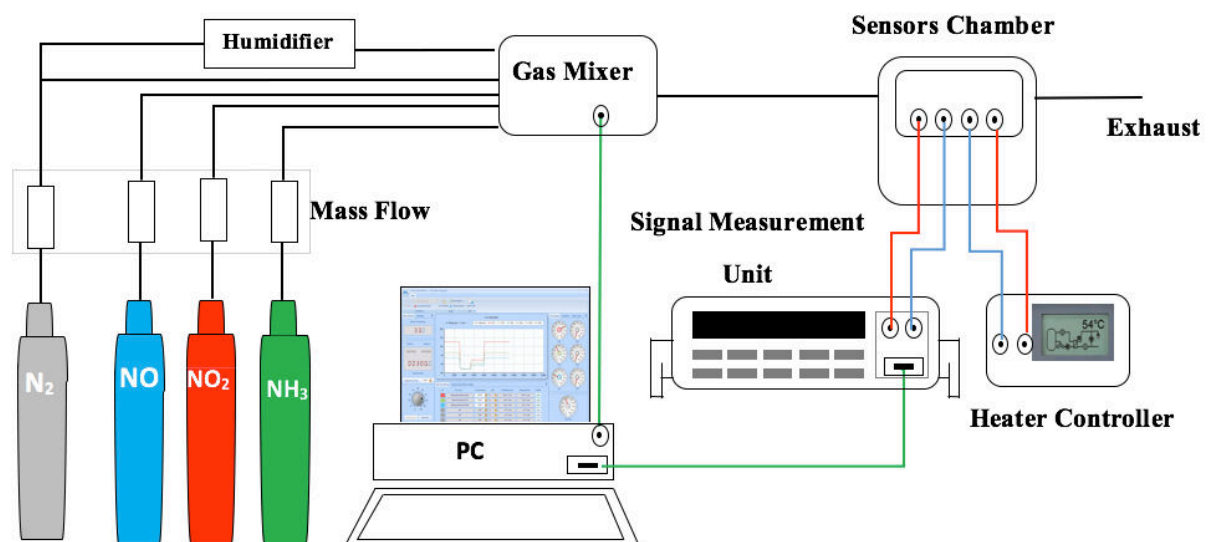 Humidifier
Gas Mixer
Sensors Chamber
Exhaust
Mass Flow
Signal Measurement
Unit
54°C
Heater Controller
N₂
NO
NO₂
NH₃
PC